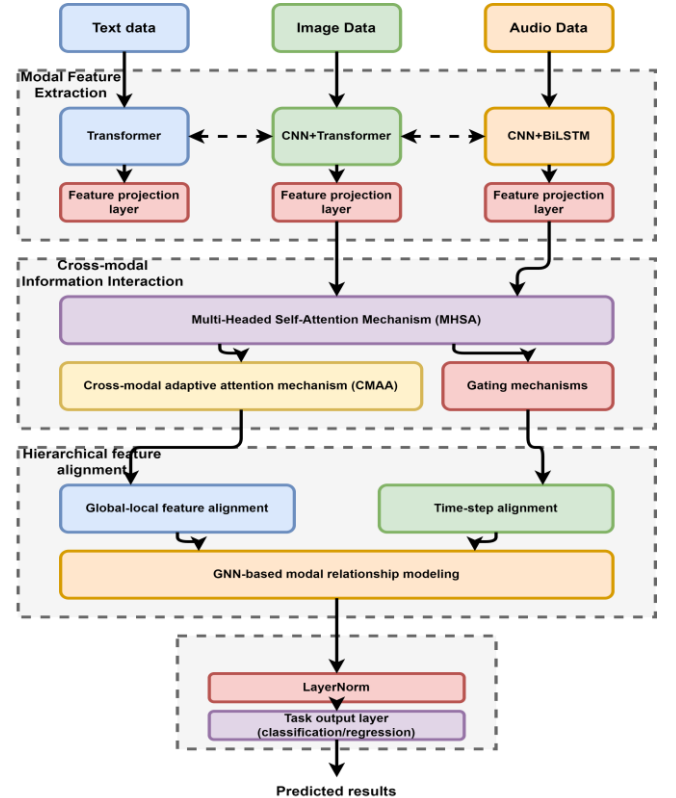 Text data
Image Data
Audio Data
Modal Feature
Extraction
Transformer
CNN+Transformer
CNN+BiLSTM
Feature projection
layer
Feature projection
layer
Feature projection
layer
Cross-modal
Information Interaction
Multi-Headed Self-Attention Mechanism (MHSA)
Cross-modal adaptive attention mechanism (CMAA)
Gating mechanisms
Hierarchical feature
alignment
Global-local feature alignment
Time-step alignment
GNN-based modal relationship modeling
LayerNorm
Task output layer
(classification/regression)
Predicted results